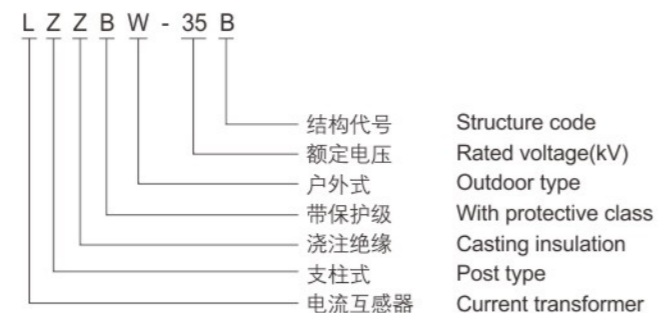 L Z Z B W - 35 B
结构代号 Structure code
额定电压 Rated voltage(kV)
户外式 Outdoor type
带保护级 With protective class
浇注绝缘 Casting insulation
支柱式 Post type
电流互感器 Current transformer